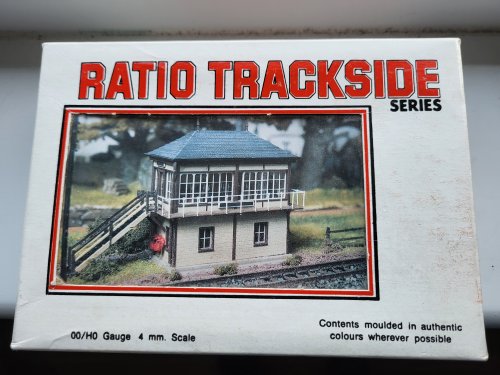 RATIO TRACKSIDE
SERIES
00/H0 Gauge 4 mm. Scale
Contents moulded in authentic
colours wherever possible